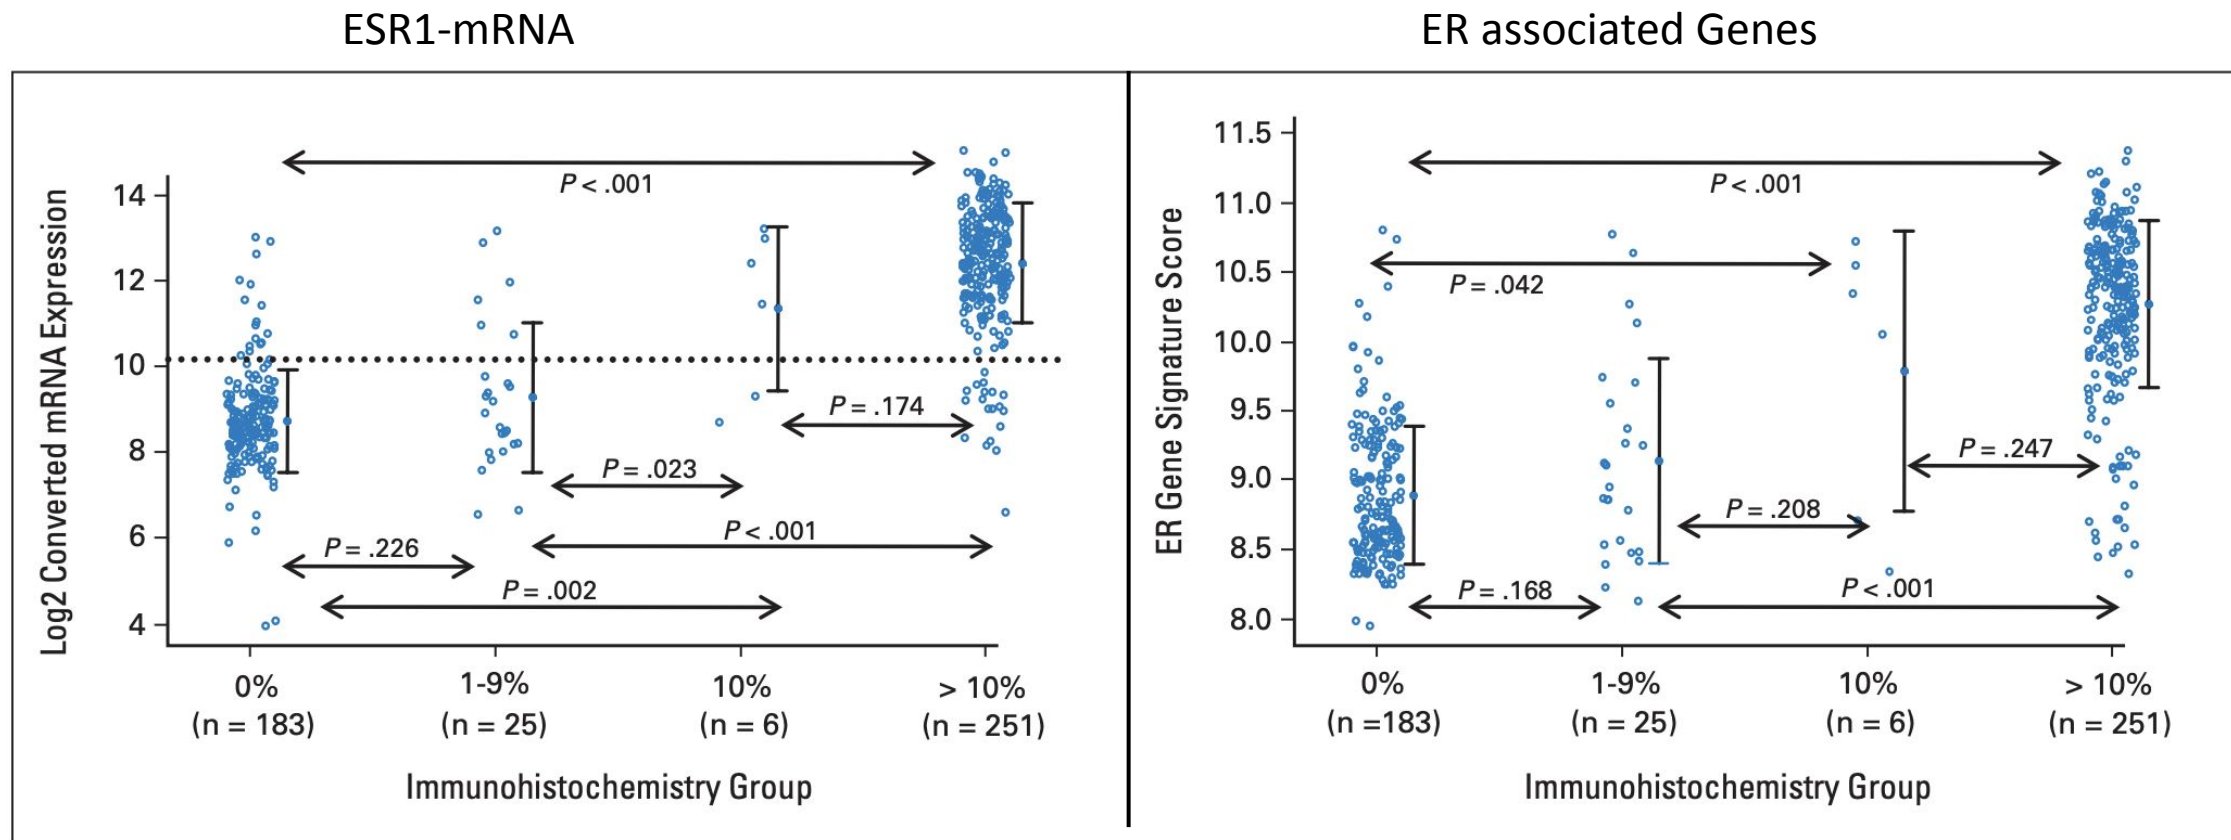 ESR1-mRNA
ER associated Genes
Log2 Converted mRNA Expression
14
12
10
8
6
4
P < .001
P = .174
P = .023
P < .001
P = .226
P = .002
0%
1-9%
10%
> 10%
(n = 183)
(n = 25)
(n = 6)
(n = 251)
Immunohistochemistry Group
ER Gene Signature Score
11.5
11.0
10.5
10.0
9.5
9.0
8.5
8.0
P < .001
P = .042
P = .247
P = .208
P = .168
P < .001
0%
1-9%
10%
> 10%
(n =183)
(n = 25)
(n = 6)
(n = 251)
Immunohistochemistry Group